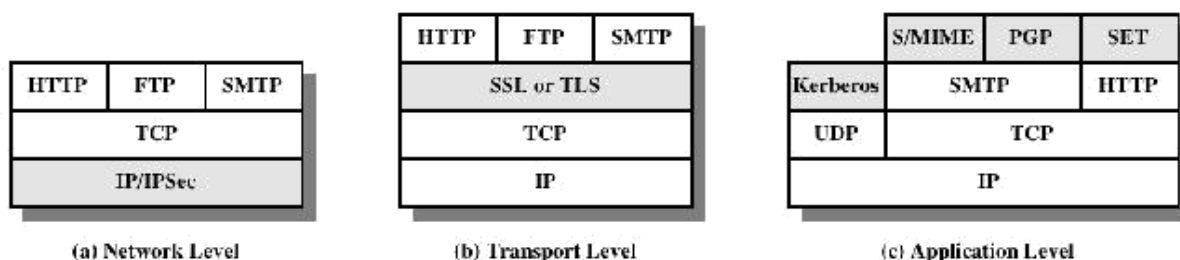 HTTP FTP SMTP
TCP
IP/IPSec
(a) Network Level
HTTP FTP SMTP
SSL or TLS
TCP
IP
(b) Transport Level
S/MIME PGP SET
Kerberos SMTP HTTP
UDP TCP
IP
(c) Application Level